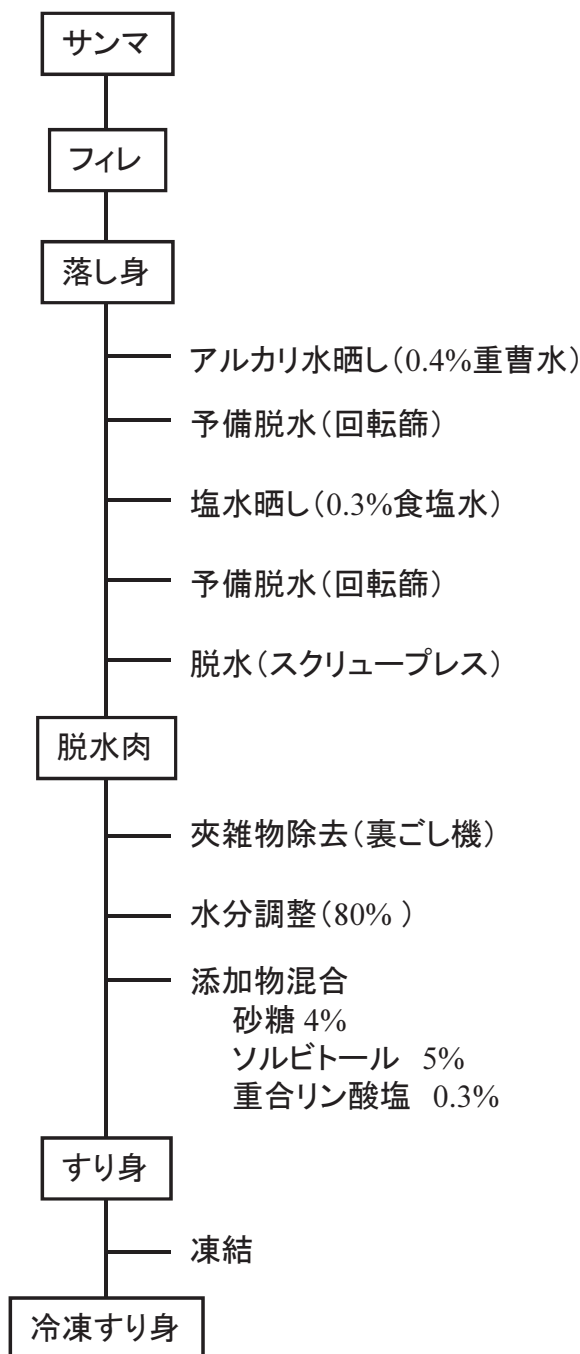 サンマ
フィレ
落し身
アルカリ水晒し（0.4%重曹水）
予備脱水（回転篩）
塩水晒し（0.3%食塩水）
予備脱水（回転篩）
脱水（スクリュープレス）
脱水肉
夾雑物除去（裏ごし機）
水分調整（80% ）
添加物混合
砂糖 4%
ソルビトール 5%
重合リン酸塩 0.3%
すり身
凍結
冷凍すり身